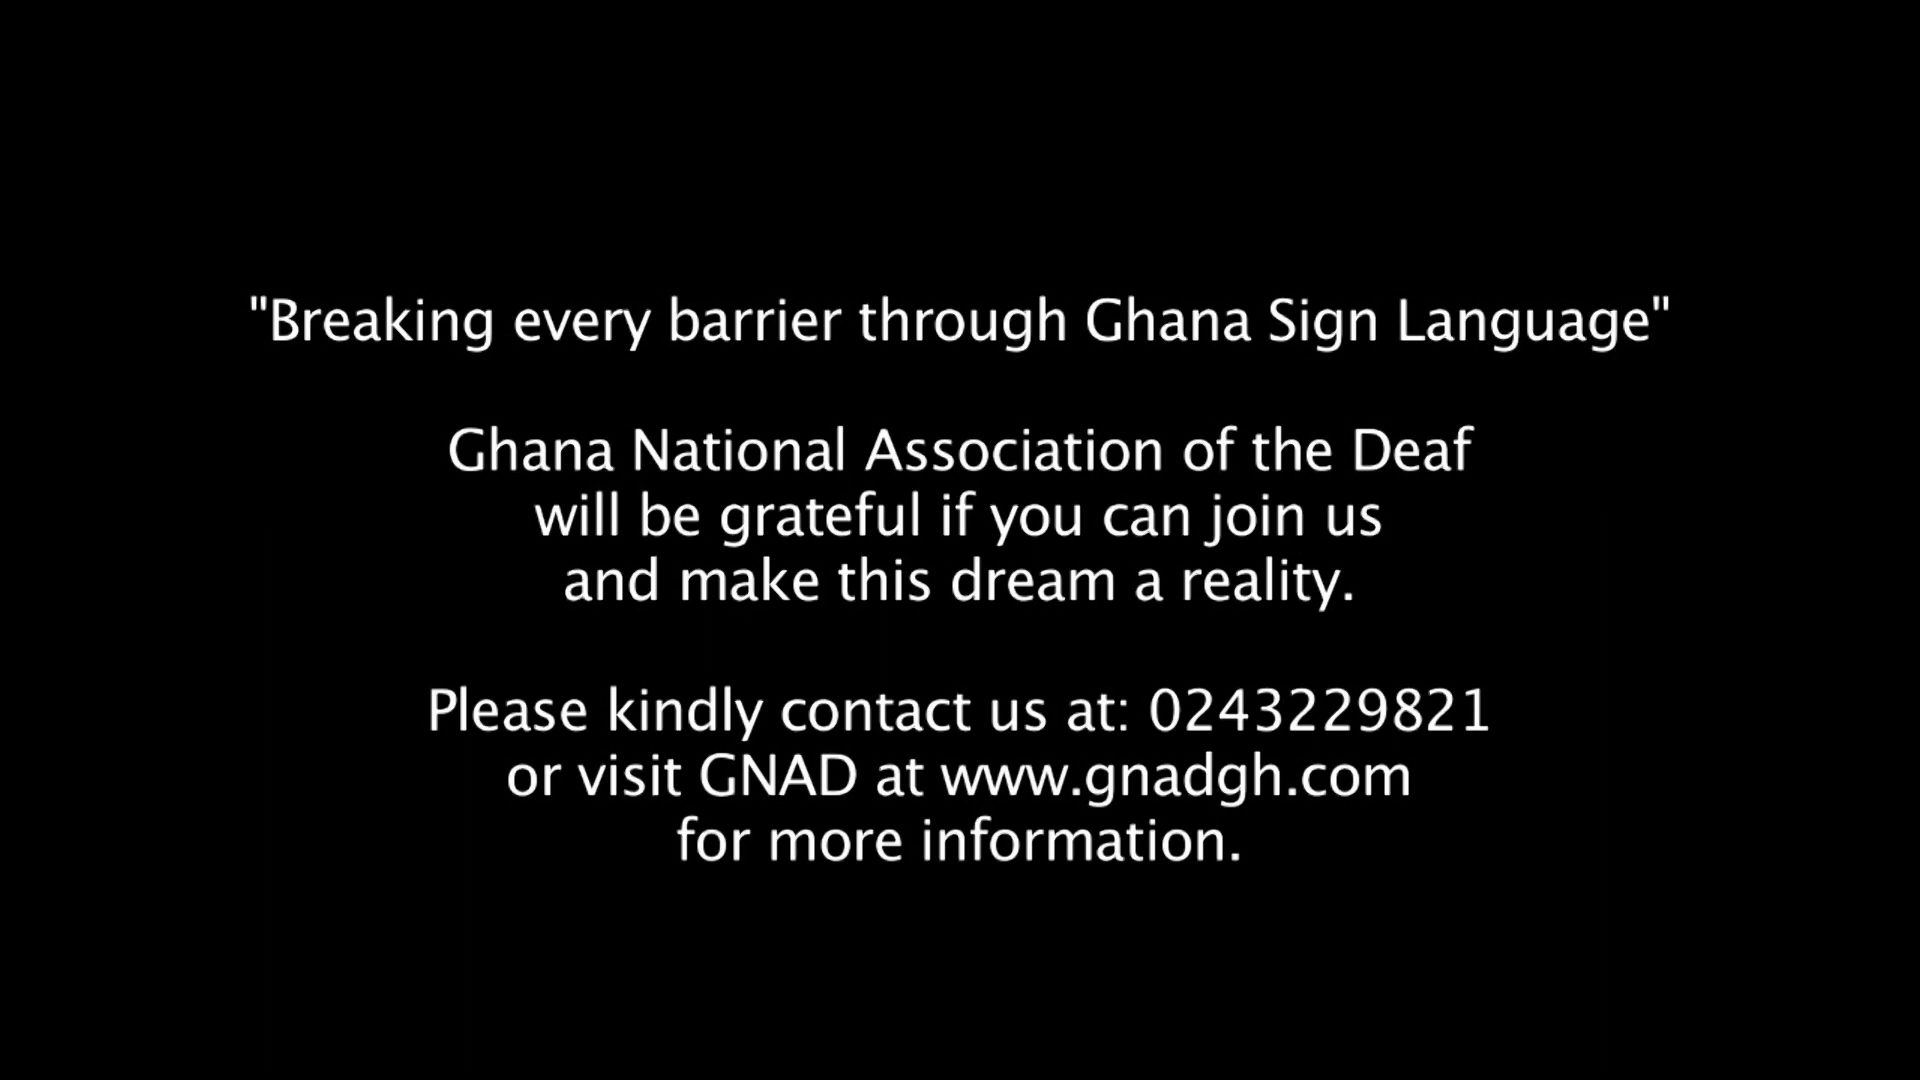 "Breaking every barrier through Ghana Sign Language"
Ghana National Association of the Deaf
will be grateful if you can join us
and make this dream a reality.
Please kindly contact us at: 0243229821
or visit GNAD at www.gnadgh.com
for more information.